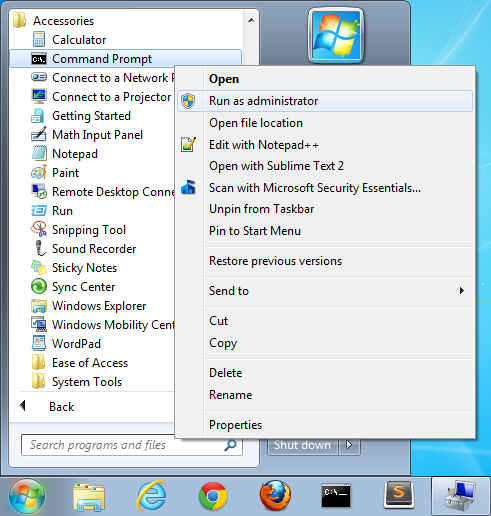 Accessories
Calculator
Command Prompt
Connect to a Network P
Connect to a Projector
Getting Started
Math Input Panel
Notepad
Paint
Remote Desktop Conne
Run
Snipping Tool
Sound Recorder
Sticky Notes
Sync Center
Windows Explorer
Windows Mobility Cent
WordPad
Ease of Access
System Tools
Back
Search programs and files
Open
Run as administrator
Open file location
Edit with Notepad++
Open with Sublime Text 2
Scan with Microsoft Security Essentials...
Unpin from Taskbar
Pin to Start Menu
Restore previous versions
Send to
Cut
Copy
Delete
Rename
Properties
Shut down